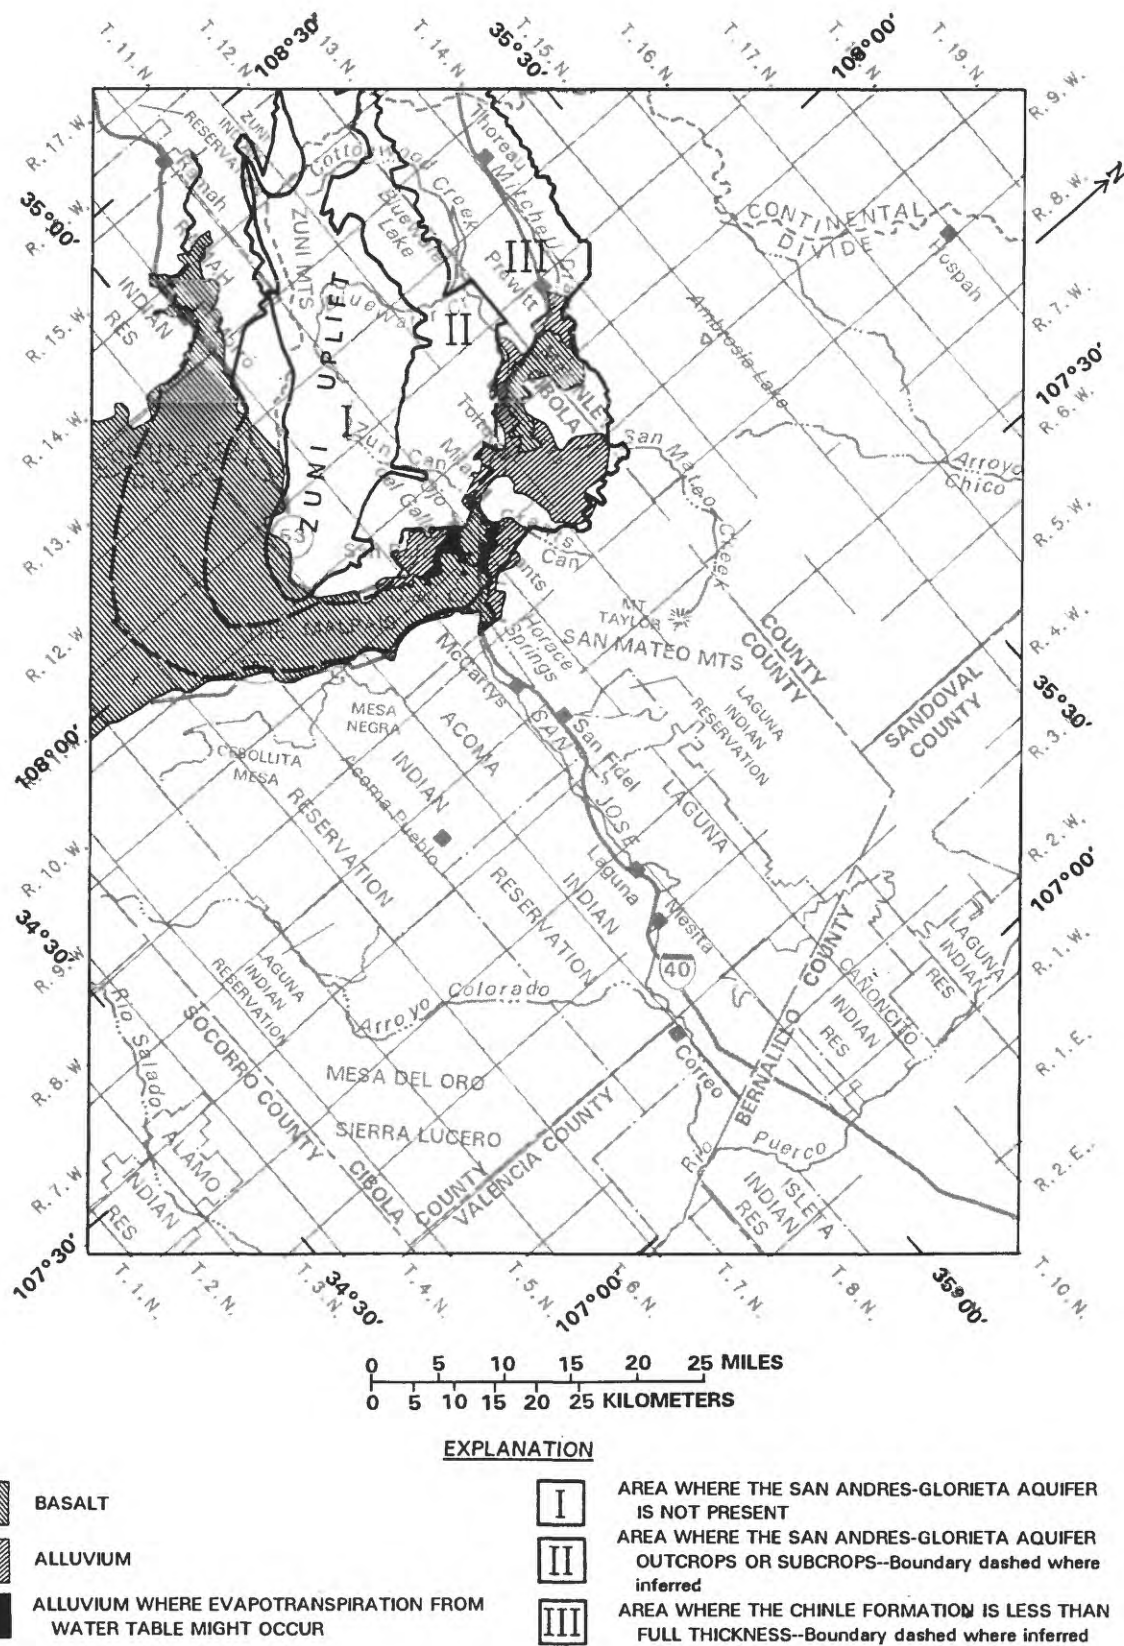 T. 11. N.
T. 12. N.
108°30'
T. 13. N.
T. 14. N.
35°30'
T. 15. N.
T. 16. N.
T. 17. N.
108°00'
T. 19. N.
R. 17. W.
35°00'
R. 15. W.
R. 14. W.
R. 13. W.
R. 12. W.
108°00'
R. 10. W.
34°30'
R. 9. W.
R. 8. W.
R. 7. W.
107°30'
R. 9. W.
R. 8. W.
N
R. 7. W.
107°30'
R. 6. W.
R. 5. W.
R. 4. W.
35°30'
R. 3. W.
R. 2. W.
107°00'
R. 1. W.
R. 1. E.
R. 2. E.
ZUNI
RESERVATION
Ramah
RAMAH
INDIAN
RES
Cottonwood
Creek
Bluewater
Lake
Thoreau
Mitchell
Prewitt
ZUNI MTS
Bluewater
ZUNI UPLIFT
I
II
III
CONTINENTAL
DIVIDE
Hospah
Ambrosia Lake
CIBOLA
San Mateo
Creek
Arroyo
Chico
Zuni Can
Can
53
MALPAIS
MT
TAYLOR
SAN MATEO MTS
COUNTY
COUNTY
SANDOVAL
COUNTY
Horace
Springs
McCartys
MESA
NEGRA
CEBOLLITA
MESA
ACOMA
INDIAN
RESERVATION
Acoma Pueblo
SAN
JOSE
San Fidel
LAGUNA
INDIAN
RESERVATION
LAGUNA
INDIAN
RESERVATION
Laguna
Mesita
40
BERNALILLO COUNTY
CAÑONCITO
INDIAN
RES
LAGUNA
INDIAN
RES
LAGUNA
INDIAN
RESERVATION
Arroyo Colorado
Correo
Rio Salado
SOCORRO COUNTY
CIBOLA
COUNTY
VALENCIA COUNTY
MESA DEL ORO
SIERRA LUCERO
ALAMO
INDIAN
RES
Rio Puerco
ISLETA
INDIAN
RES
T. 1. N.
T. 2. N.
T. 3. N.
34°30'
T. 4. N.
T. 5. N.
107°00'
T. 6. N.
T. 7. N.
T. 8. N.
35°00'
T. 10. N.
0 5 10 15 20 25 MILES
0 5 10 15 20 25 KILOMETERS
EXPLANATION
BASALT
ALLUVIUM
ALLUVIUM WHERE EVAPOTRANSPIRATION FROM
WATER TABLE MIGHT OCCUR
I
AREA WHERE THE SAN ANDRES-GLORIETA AQUIFER
IS NOT PRESENT
II
AREA WHERE THE SAN ANDRES-GLORIETA AQUIFER
OUTCROPS OR SUBCROPS--Boundary dashed where
inferred
III
AREA WHERE THE CHINLE FORMATION IS LESS THAN
FULL THICKNESS--Boundary dashed where inferred